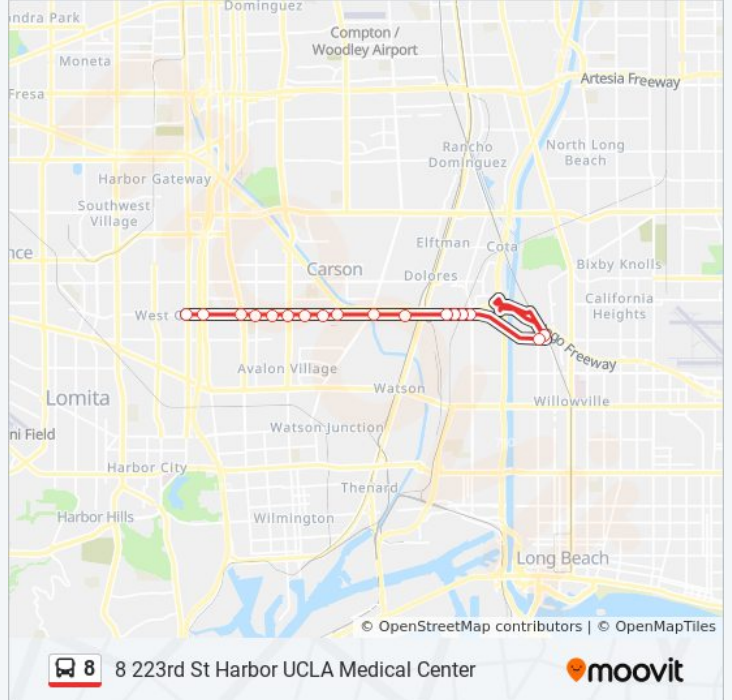 Dominguez
ndra Park
Compton /
Woodley Airport
Moneta
Artesia Freeway
Fresa
Rancho
Dominguez
North Long
Beach
Harbor Gateway
Southwest
Village
Elftman
Cota
nce
Carson
Dolores
Bixby Knolls
California
Heights
West C
go Freeway
Avalon Village
Watson
Lomita
Willowville
ni Field
Watson Junction
Harbor City
Thenard
Harbor Hills
Wilmington
Long Beach
© OpenStreetMap contributors | © OpenMapTiles
8 8 223rd St Harbor UCLA Medical Center
moovit